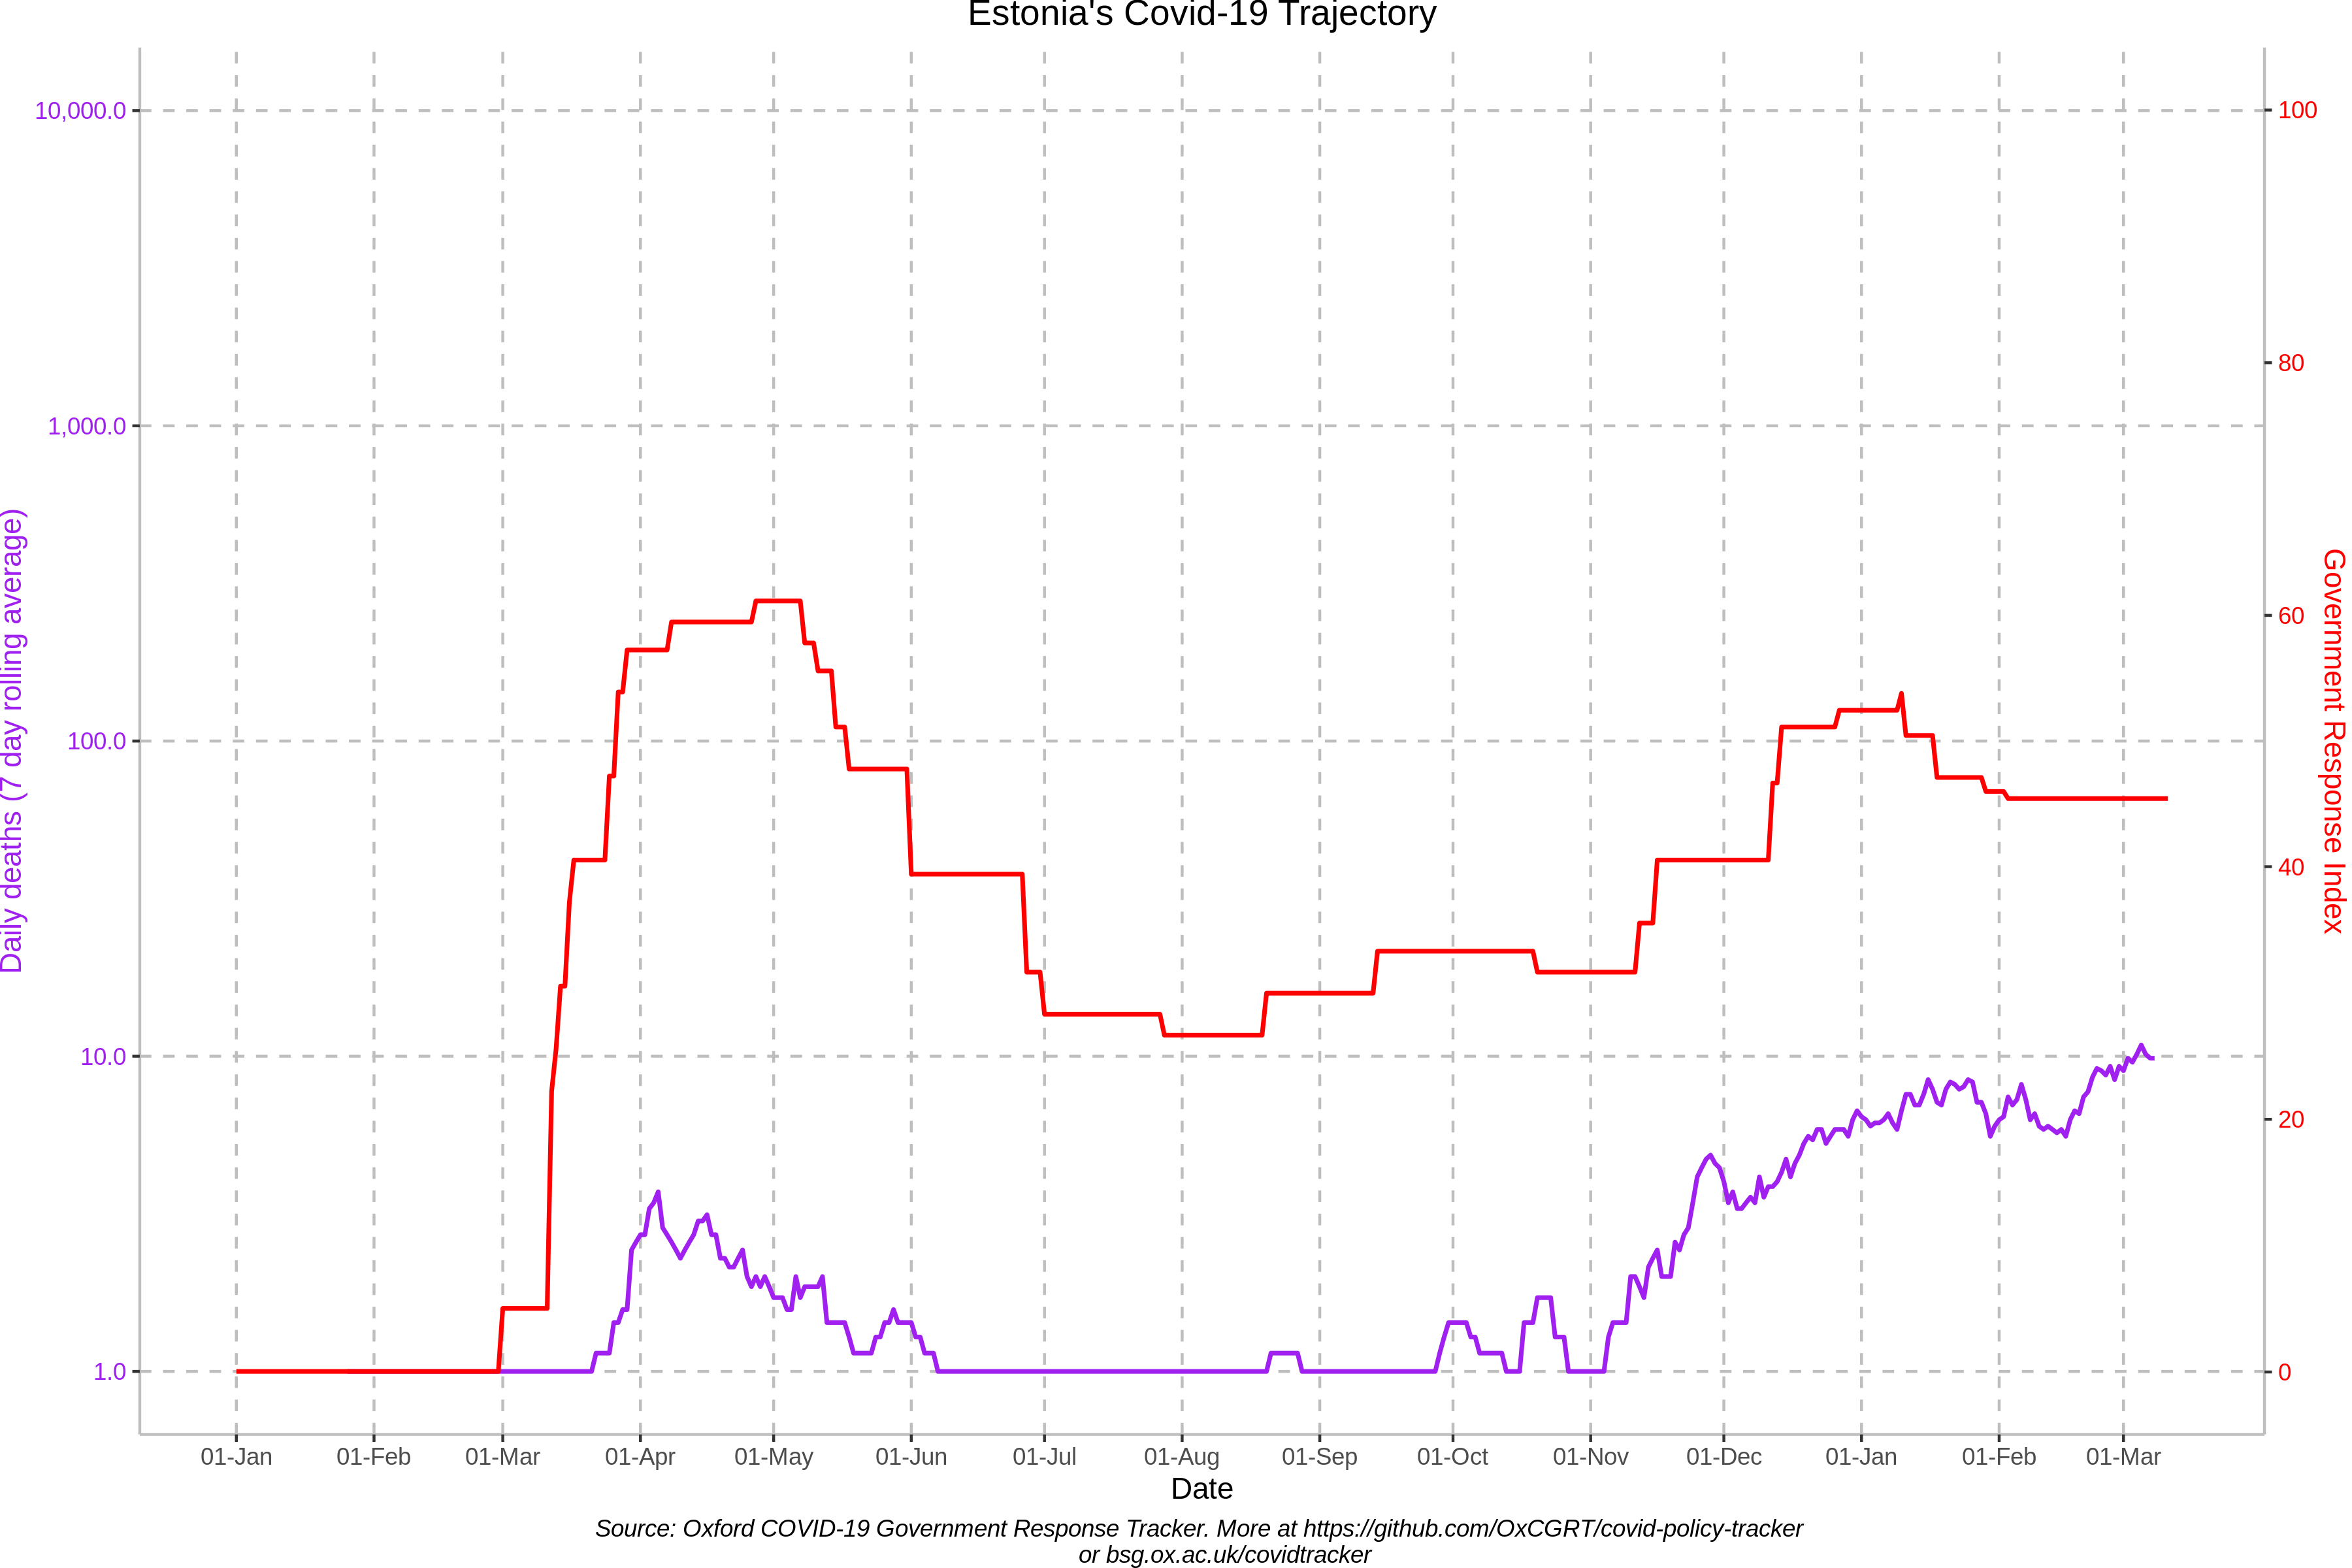 Estonia's Covid-19 Trajectory
10,000.0
1,000.0
100.0
10.0
1.0
Daily deaths (7 day rolling average)
100
80
60
40
20
0
Government Response Index
01-Jan 01-Feb 01-Mar 01-Apr 01-May 01-Jun 01-Jul 01-Aug 01-Sep 01-Oct 01-Nov 01-Dec 01-Jan 01-Feb 01-Mar
Date
Source: Oxford COVID-19 Government Response Tracker. More at https://github.com/OxCGRT/covid-policy-tracker
or bsg.ox.ac.uk/covidtracker